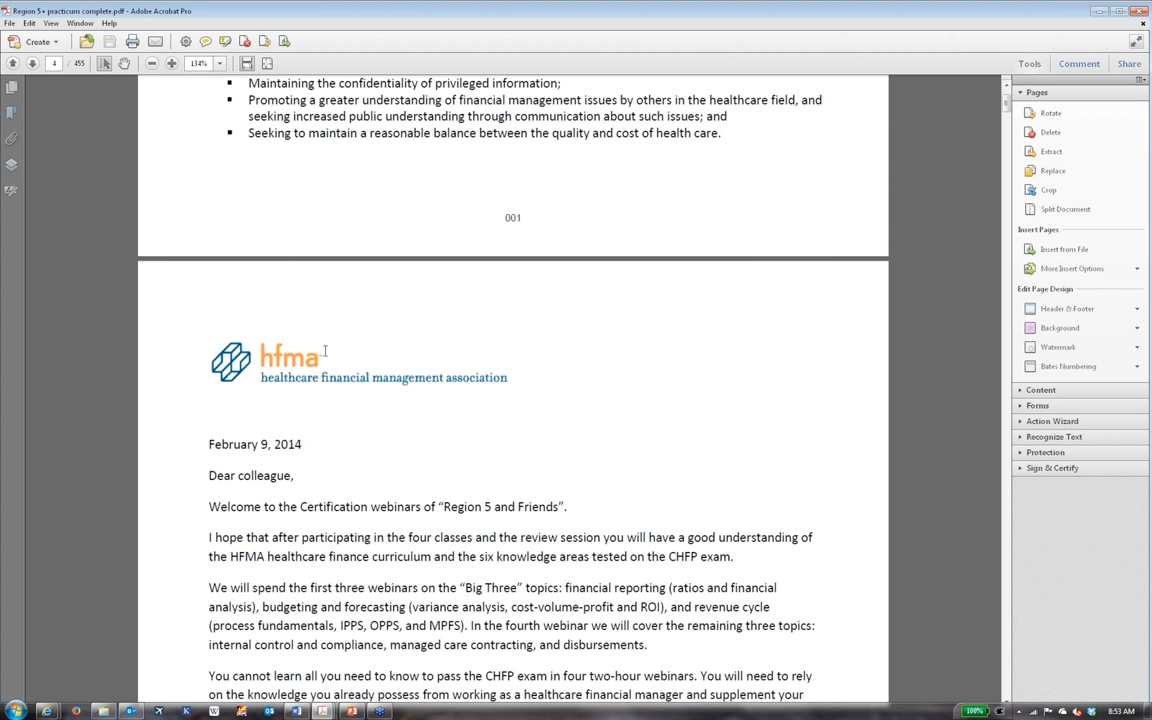 Region 5+ practicum complete.pdf - Adobe Acrobat Pro
File Edit View Window Help
Create
4 / 455 134% Tools Comment Share
Maintaining the confidentiality of privileged information;
Promoting a greater understanding of financial management issues by others in the healthcare field, and
seeking increased public understanding through communication about such issues; and
Seeking to maintain a reasonable balance between the quality and cost of health care.
001
hfma
healthcare financial management association
February 9, 2014
Dear colleague,
Welcome to the Certification webinars of “Region 5 and Friends”.
I hope that after participating in the four classes and the review session you will have a good understanding of
the HFMA healthcare finance curriculum and the six knowledge areas tested on the CHFP exam.
We will spend the first three webinars on the “Big Three” topics: financial reporting (ratios and financial
analysis), budgeting and forecasting (variance analysis, cost-volume-profit and ROI), and revenue cycle
(process fundamentals, IPPS, OPPS, and MPFS). In the fourth webinar we will cover the remaining three topics:
internal control and compliance, managed care contracting, and disbursements.
You cannot learn all you need to know to pass the CHFP exam in four two-hour webinars. You will need to rely
on the knowledge you already possess from working as a healthcare financial manager and supplement your
Pages
Rotate
Delete
Extract
Replace
Crop
Split Document
Insert Pages
Insert from File
More Insert Options
Edit Page Design
Header & Footer
Background
Watermark
Bates Numbering
Content
Forms
Action Wizard
Recognize Text
Protection
Sign & Certify
100% 8:53 AM